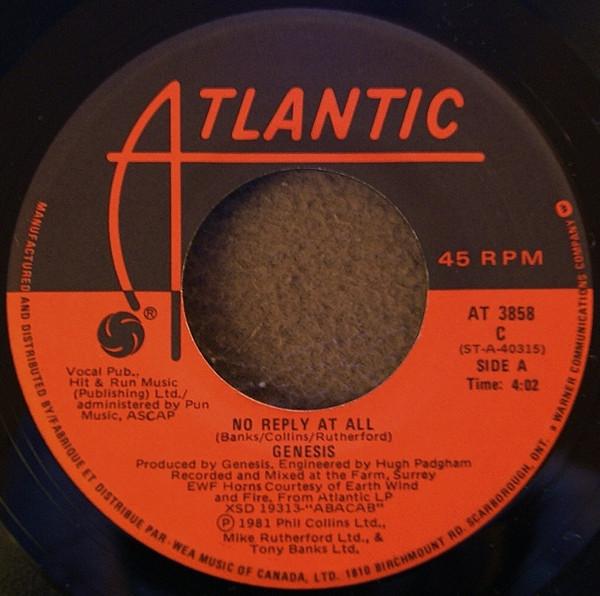 ATLANTIC
45 RPM
®
AT 3858
C
(ST-A-40315)
SIDE A
Time: 4:02
Vocal Pub.,
Hit & Run Music
(Publishing) Ltd./
administered by Pun
Music, ASCAP
NO REPLY AT ALL
(Banks/Collins/Rutherford)
GENESIS
Produced by Genesis, Engineered by Hugh Padgham
Recorded and Mixed at the Farm, Surrey
EWF Horns Courtesy of Earth Wind
and Fire, From Atlantic LP
XSD 19313-"ABACAB"
Ⓟ 1981 Phil Collins Ltd.,
Mike Rutherford Ltd., &
Tony Banks Ltd.
MANUFACTURED AND DISTRIBUTED BY/FABRIQUE ET DISTRIBUE PAR-WEA MUSIC OF CANADA, LTD. 1810 BIRCHMOUNT RD. SCARBOROUGH, ONT. a WARNER COMMUNICATIONS COMPANY